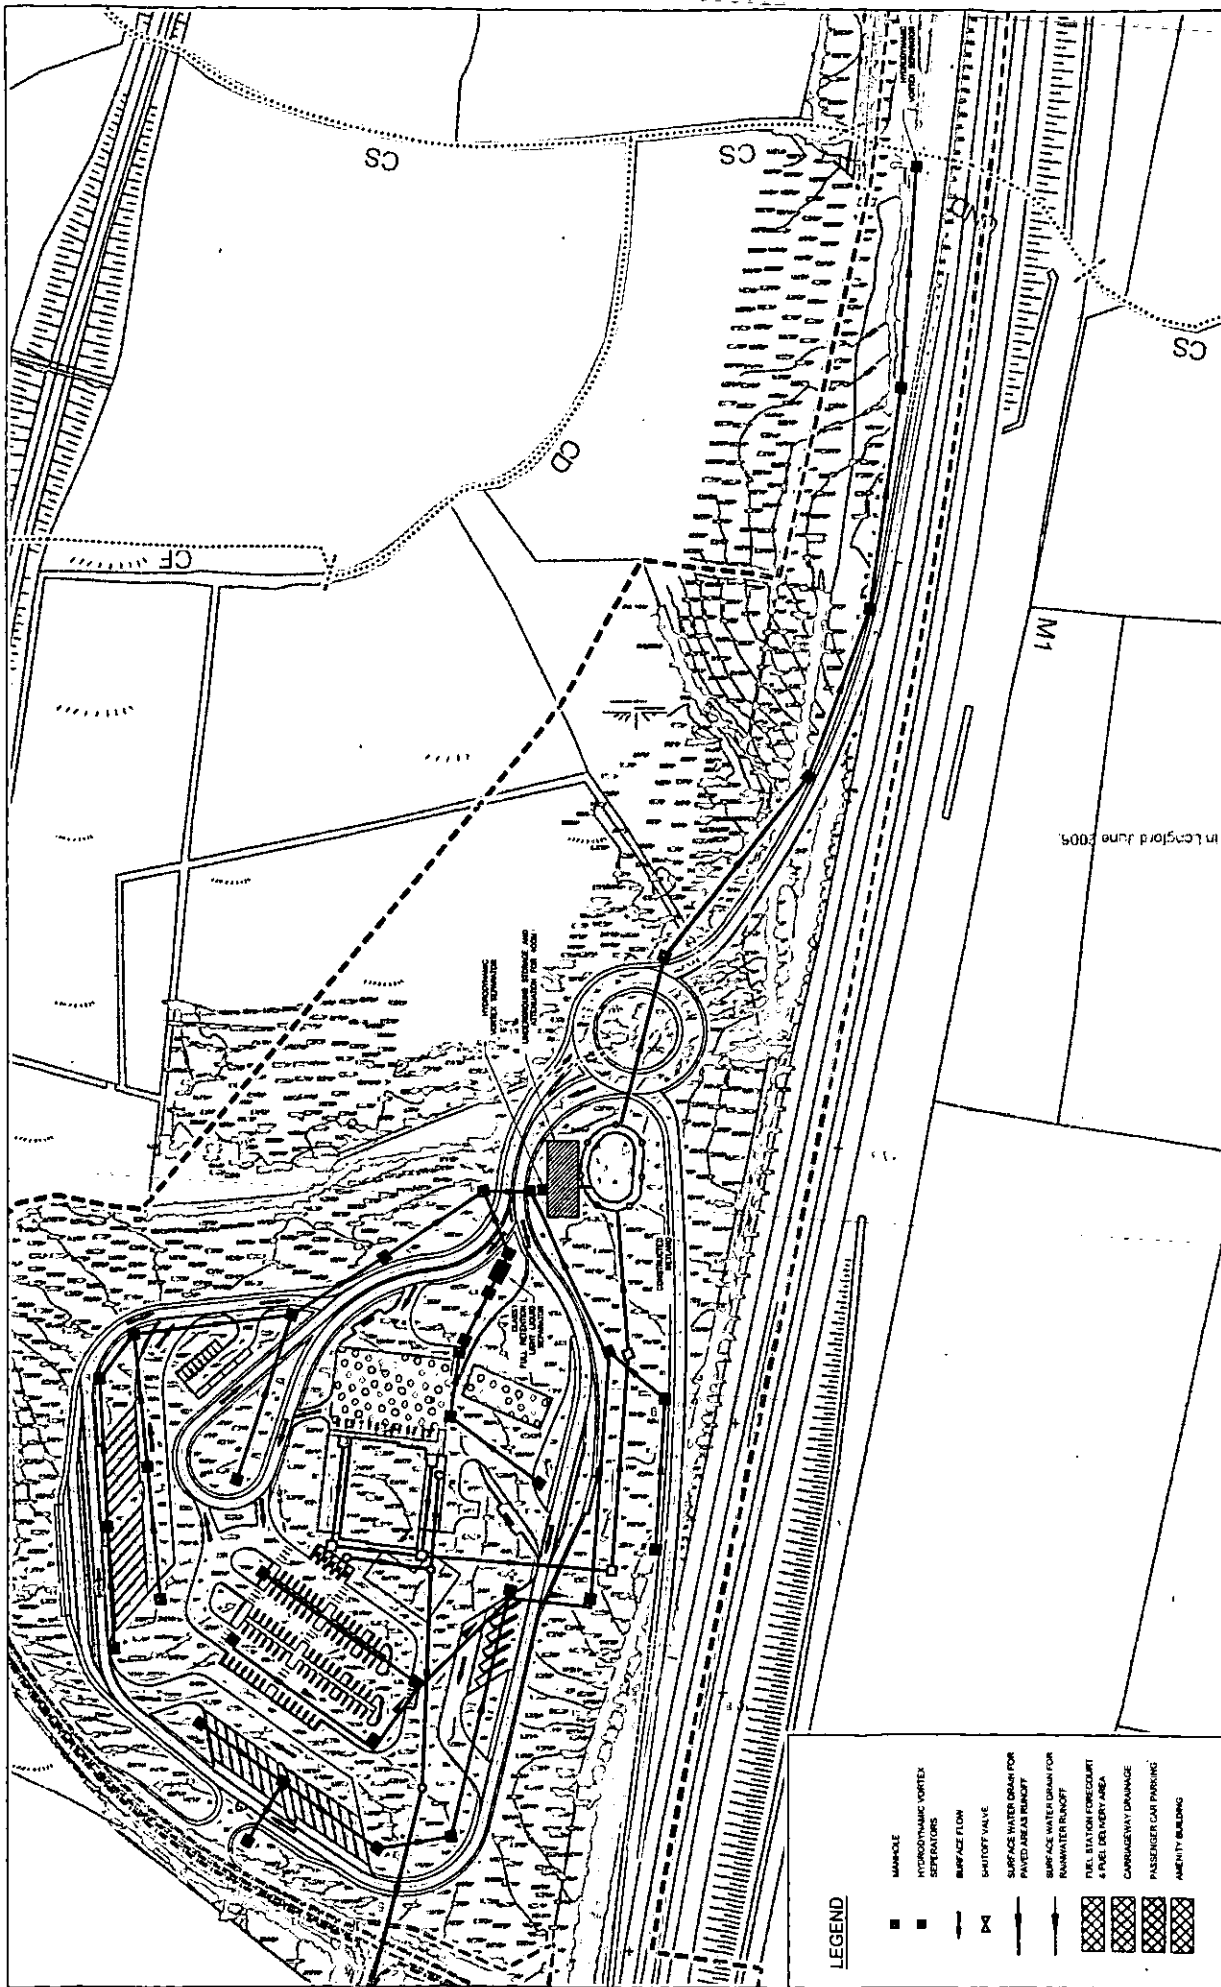 HYDRODYNAMIC
VORTEX SEPARATOR
CS
CS
CS
CD
CF
M1
in Longford June 2005.
HYDRODYNAMIC
VORTEX SEPARATOR
UNDERGROUND STORAGE AND
ATTENUATION FOR
CONSTRUCTED
WETLAND
CLASS 1
FULL RETENTION
LIGHT LIQUID
SEPARATOR
LEGEND
MANHOLE
HYDRODYNAMIC VORTEX
SEPERATORS
SURFACE FLOW
SHUTOFF VALVE
SURFACE WATER DRAIN FOR
PAVED AREAS RUNOFF
SURFACE WATER DRAIN FOR
RAINWATER RUNOFF
FUEL STATION FORECOURT
& FUEL DELIVERY AREA
CARRIAGEWAY DRAINAGE
PASSENGER CAR PARKING
AMENITY BUILDING